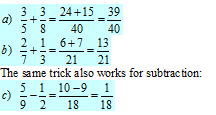 a) 3/5 + 3/8 = (24+15)/40 = 39/40
b) 2/7 + 1/3 = (6+7)/21 = 13/21
The same trick also works for subtraction:
c) 5/9 − 1/2 = (10−9)/18 = 1/18